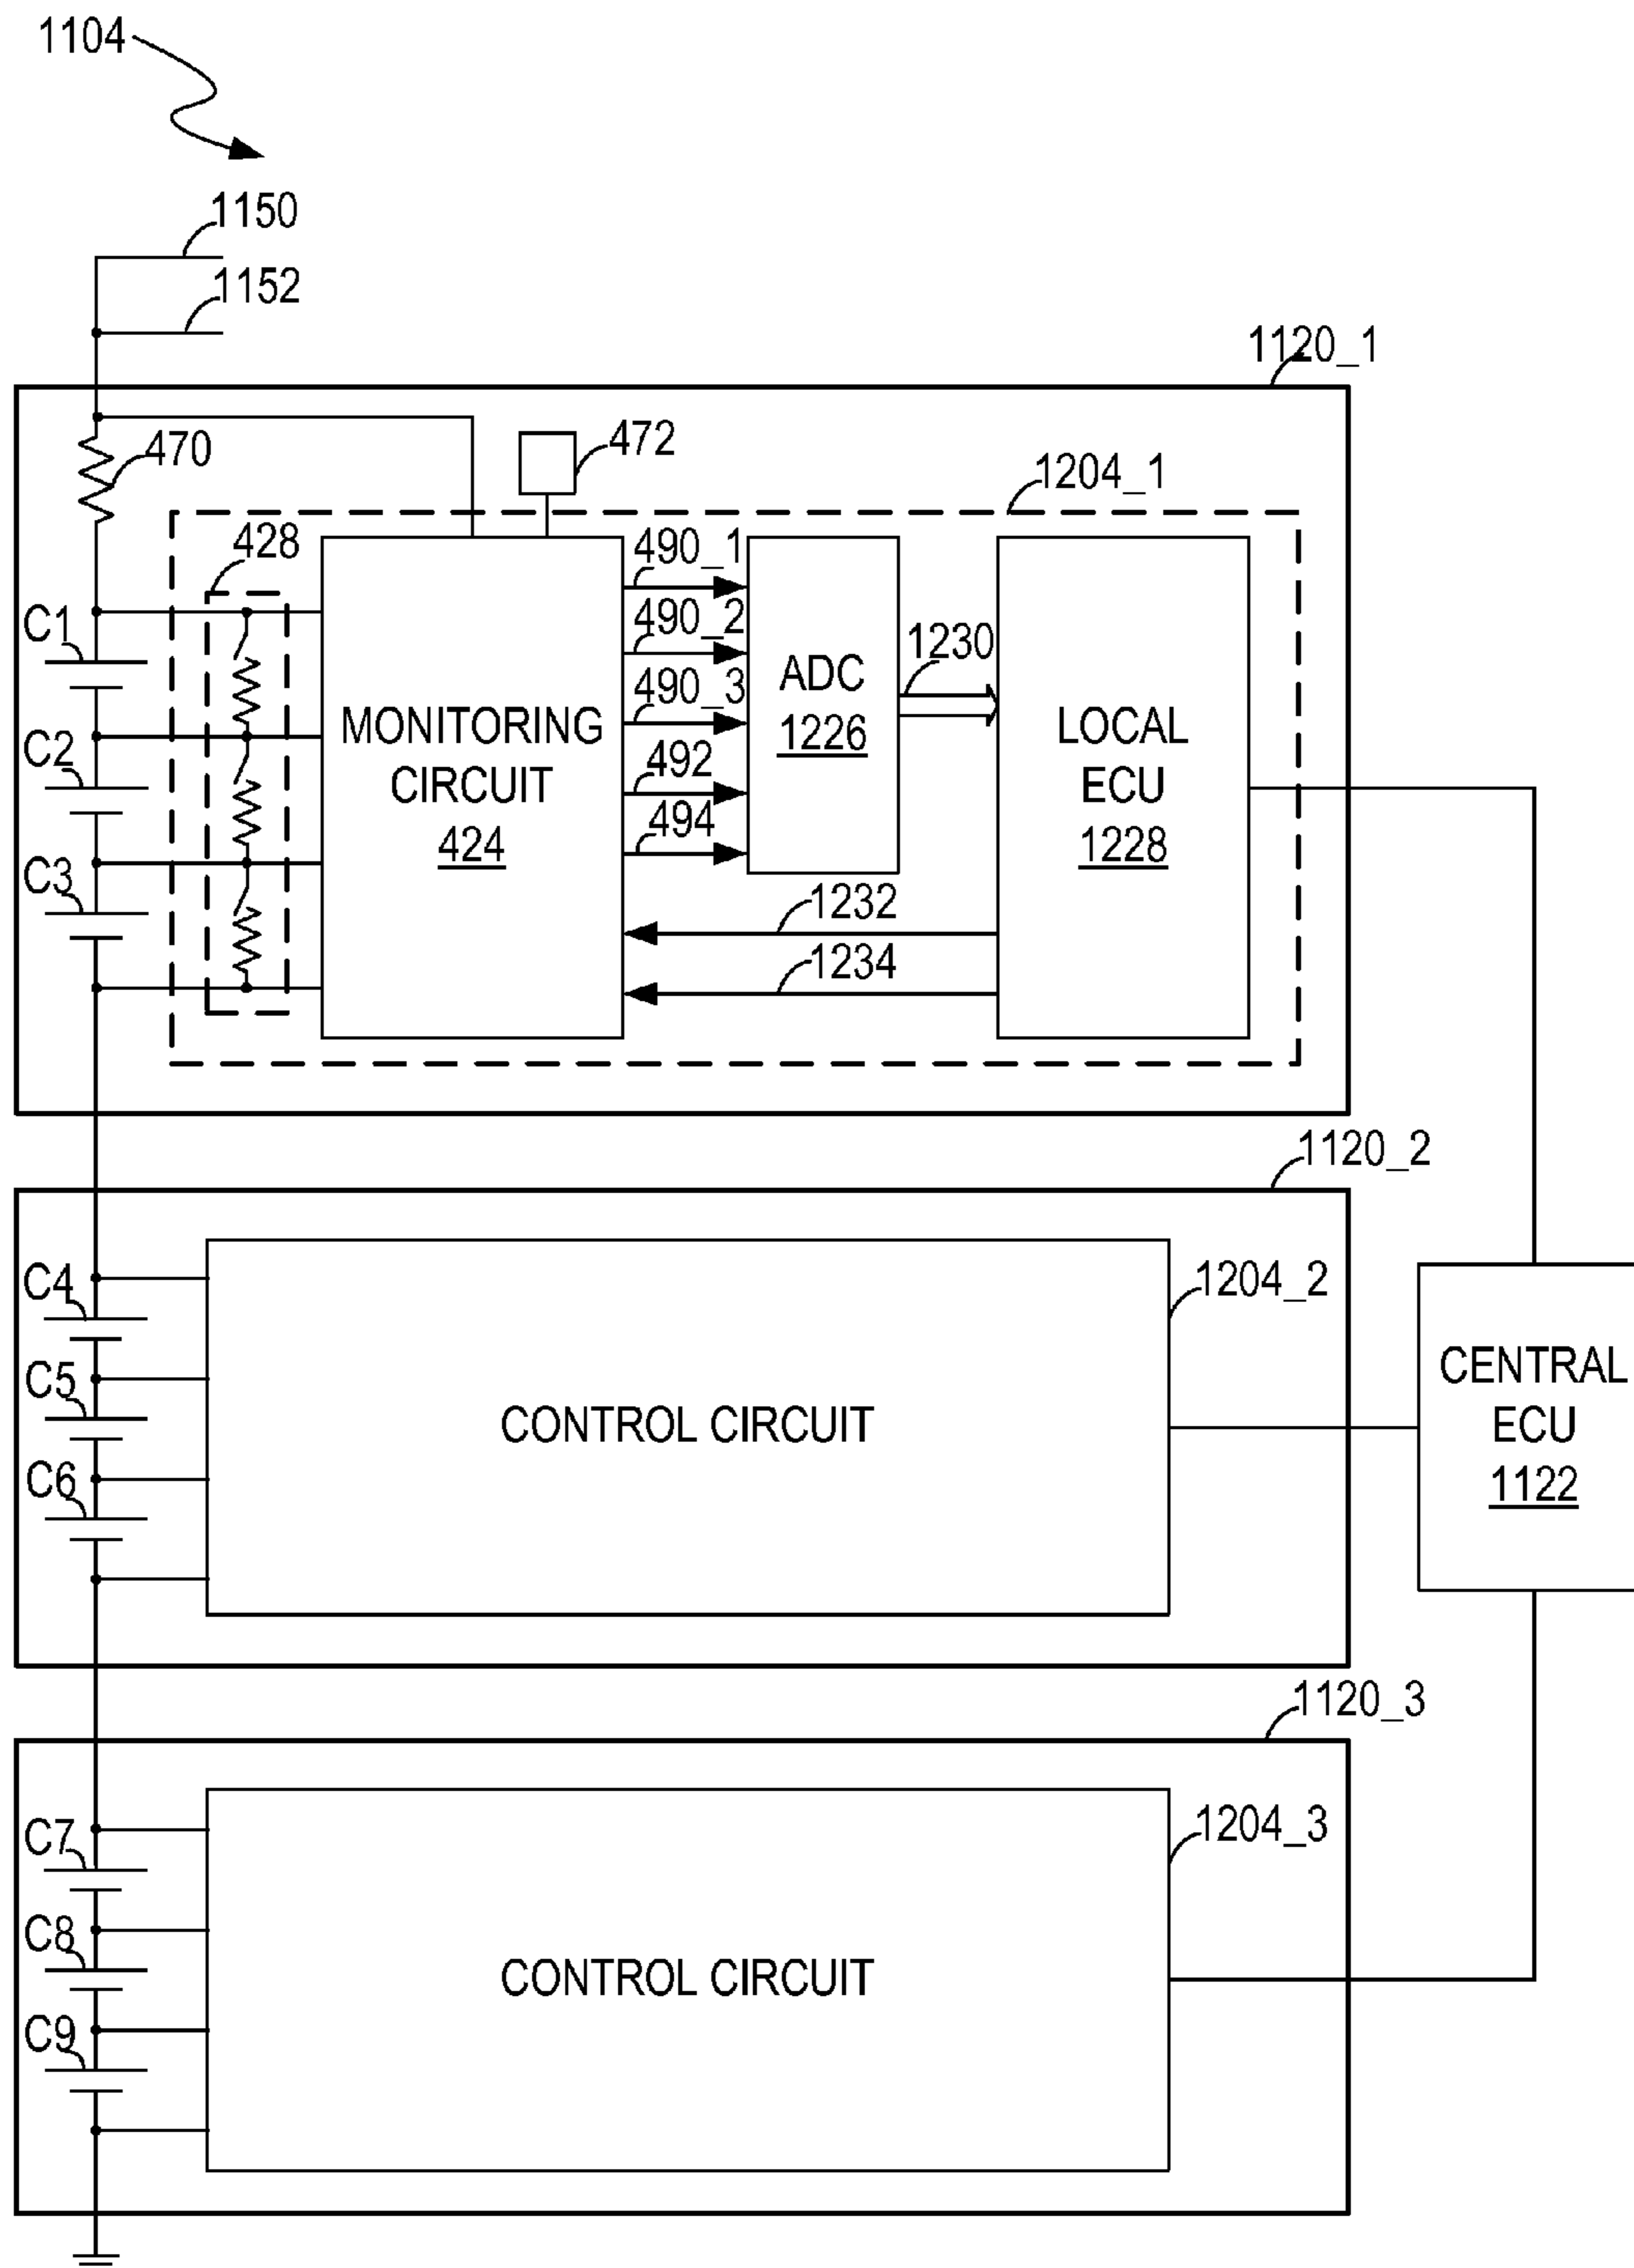 1104
1150
1152
1120_1
470
472
1204_1
428
490_1
490_2
490_3
492
494
C1
C2
C3
MONITORING
CIRCUIT
424
ADC
1226
1230
LOCAL
ECU
1228
1232
1234
1120_2
C4
C5
C6
CONTROL CIRCUIT
1204_2
CENTRAL
ECU
1122
1120_3
C7
C8
C9
CONTROL CIRCUIT
1204_3